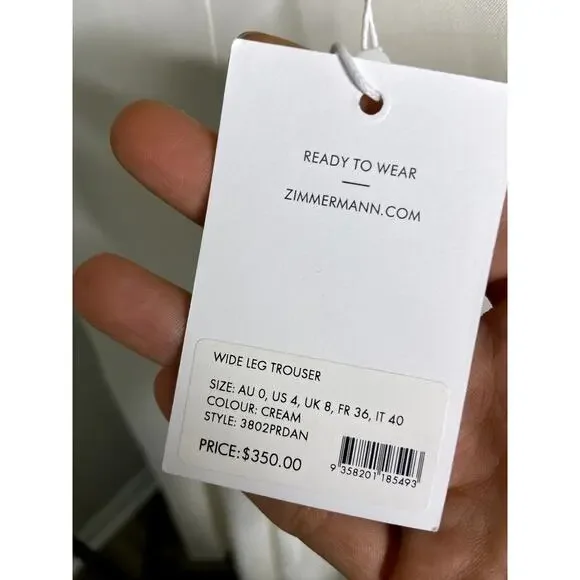 READY TO WEAR
ZIMMERMANN.COM
WIDE LEG TROUSER
SIZE: AU 0, US 4, UK 8, FR 36, IT 40
COLOUR: CREAM
STYLE: 3802PRDAN
PRICE: $350.00
9 358201 185493